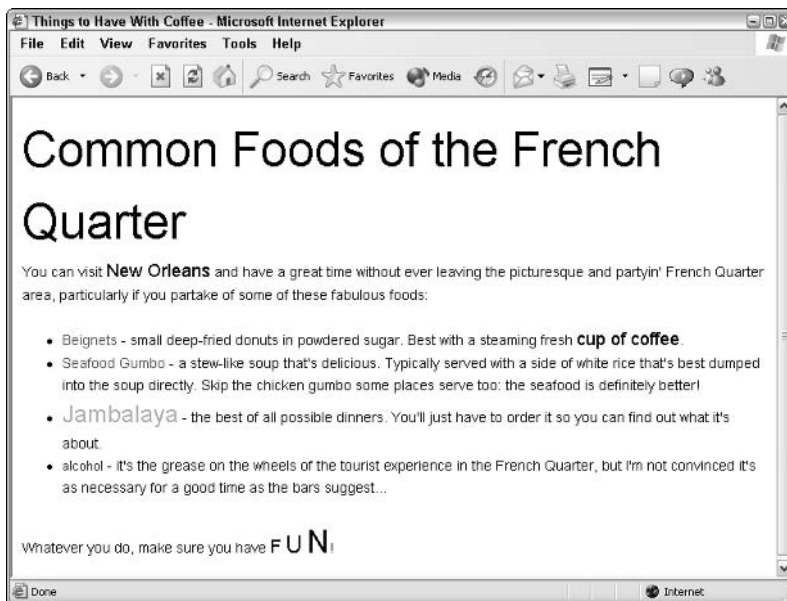 Things to Have With Coffee - Microsoft Internet Explorer
File Edit View Favorites Tools Help
Back Search Favorites Media
Common Foods of the French
Quarter
You can visit New Orleans and have a great time without ever leaving the picturesque and partyin' French Quarter
area, particularly if you partake of some of these fabulous foods:
• Beignets - small deep-fried donuts in powdered sugar. Best with a steaming fresh cup of coffee.
• Seafood Gumbo - a stew-like soup that's delicious. Typically served with a side of white rice that's best dumped
into the soup directly. Skip the chicken gumbo some places serve too: the seafood is definitely better!
• Jambalaya - the best of all possible dinners. You'll just have to order it so you can find out what it's
about.
• alcohol - it's the grease on the wheels of the tourist experience in the French Quarter, but I'm not convinced it's
as necessary for a good time as the bars suggest...
Whatever you do, make sure you have F U N!
Done Internet